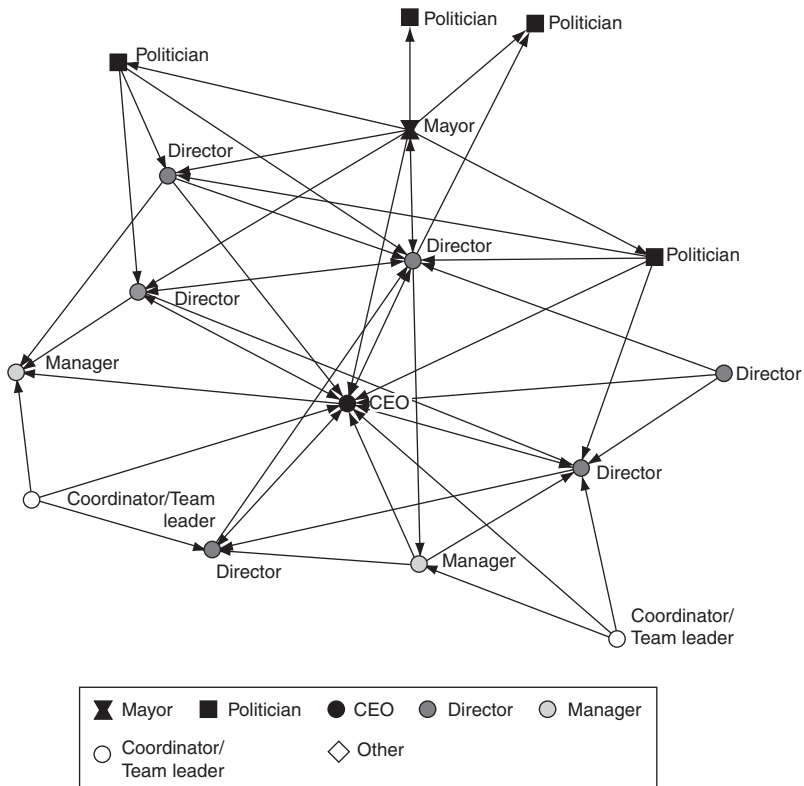 Politician
Politician
Politician
Mayor
Director
Director
Politician
Director
Manager
Director
CEO
Director
Coordinator/Team
leader
Manager
Director
Coordinator/
Team leader
Mayor
Politician
CEO
Director
Manager
Coordinator/
Team leader
Other